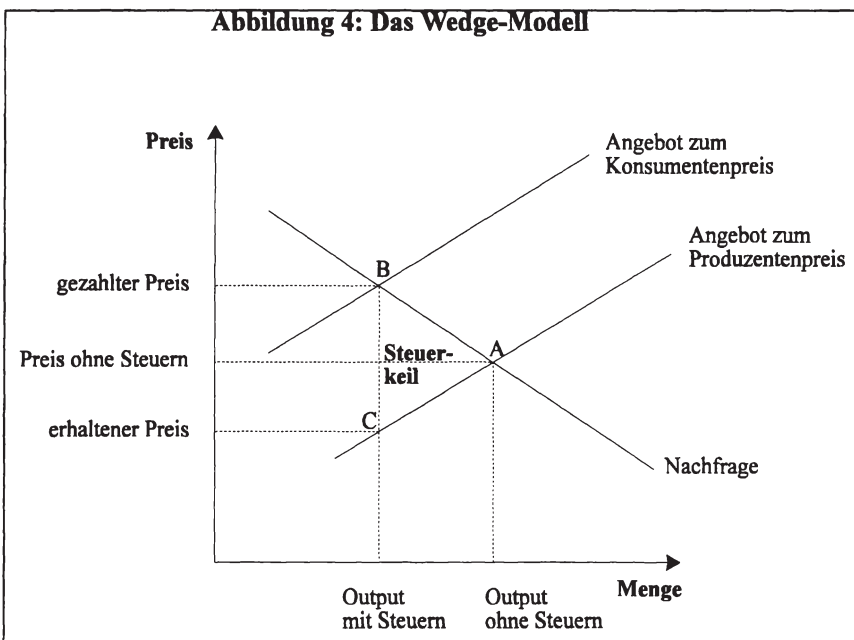 Abbildung 4: Das Wedge-Modell
Preis
Angebot zum
Konsumentenpreis
Angebot zum
Produzentenpreis
B
gezahlter Preis
Preis ohne Steuern
Steuer-
keil
A
C
erhaltener Preis
Nachfrage
Menge
Output
mit Steuern
Output
ohne Steuern